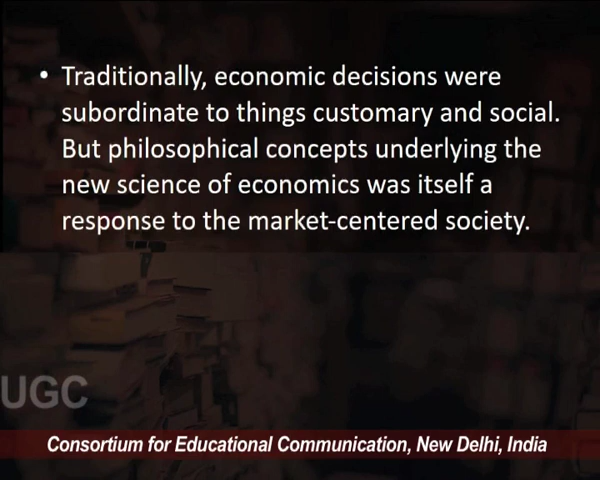 • Traditionally, economic decisions were
subordinate to things customary and social.
But philosophical concepts underlying the
new science of economics was itself a
response to the market-centered society.
UGC
Consortium for Educational Communication, New Delhi, India